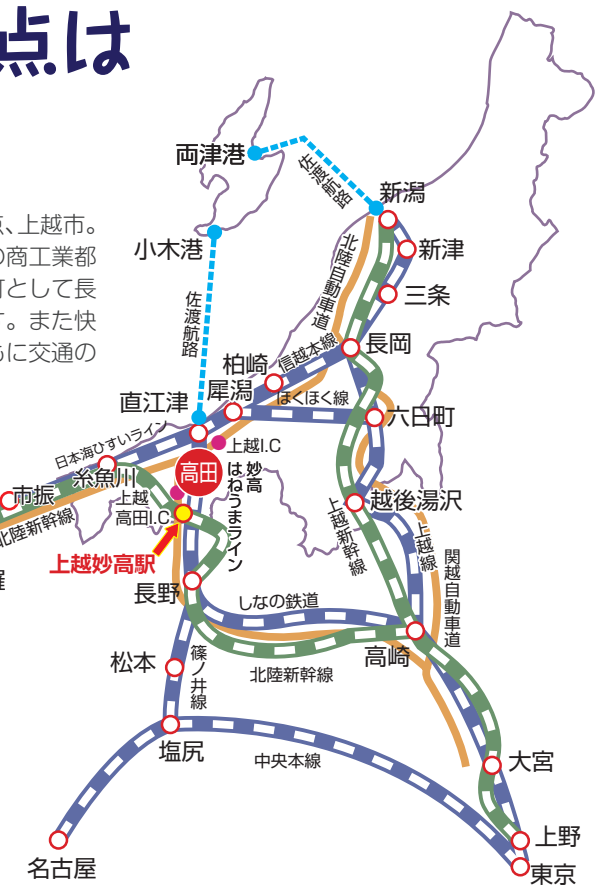 点は
点、上越市。
の商工業都
町として長
す。また快
らに交通の
両津港
佐渡航路
新潟
小木港
北陸自動車道
新津
三条
佐渡航路
長岡
柏崎
信越本線
直江津
犀潟
ほくほく線
六日町
日本海ひすいライン
上越I.C
市振
糸魚川
高田
妙高
はねうまライン
上越
高田I.C
北陸新幹線
越後湯沢
上越新幹線
上越線
関越自動車道
上越妙高駅
長野
しなの鉄道
高崎
松本
篠ノ井線
北陸新幹線
塩尻
中央本線
大宮
上野
名古屋
東京